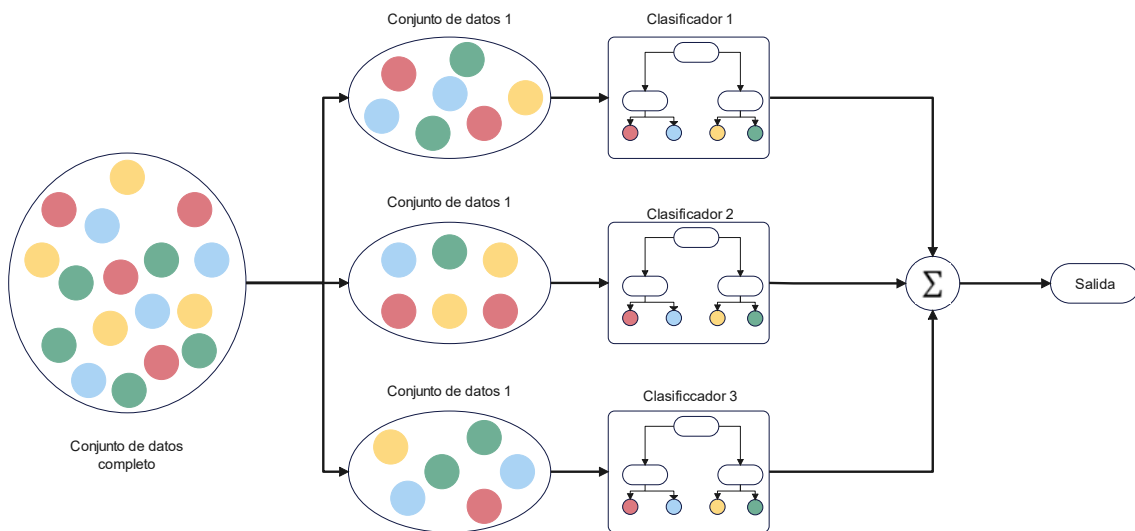 Conjunto de datos 1
Clasificador 1
Conjunto de datos 1
Clasificador 2
Σ
Salida
Conjunto de datos 1
Clasificcador 3
Conjunto de datos
completo